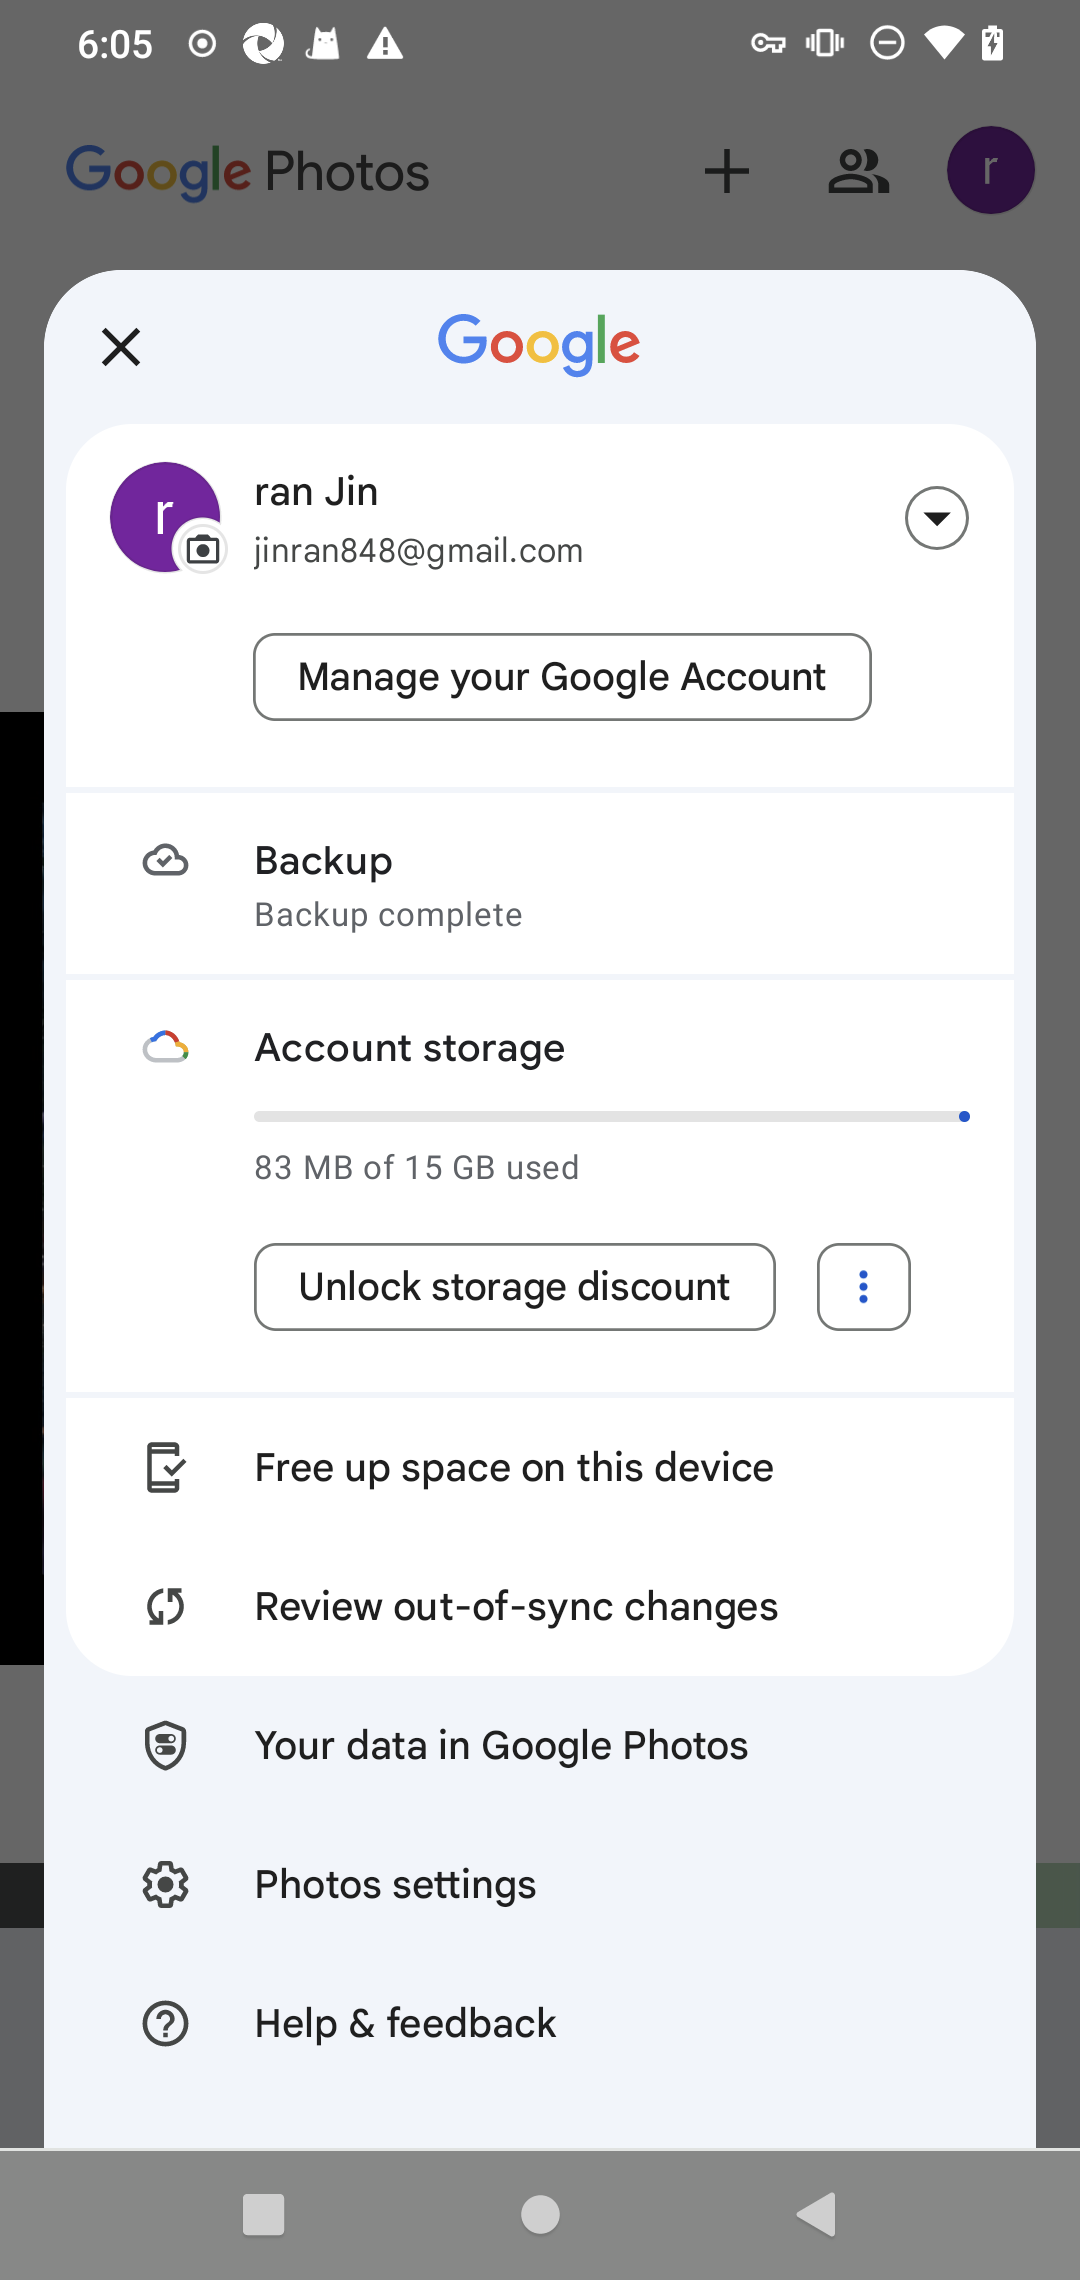 6:05
Google Photos
r
Google
r
ran Jin
jinran848@gmail.com
Manage your Google Account
Backup
Backup complete
Account storage
83 MB of 15 GB used
Unlock storage discount
Free up space on this device
Review out-of-sync changes
Your data in Google Photos
Photos settings
Help & feedback